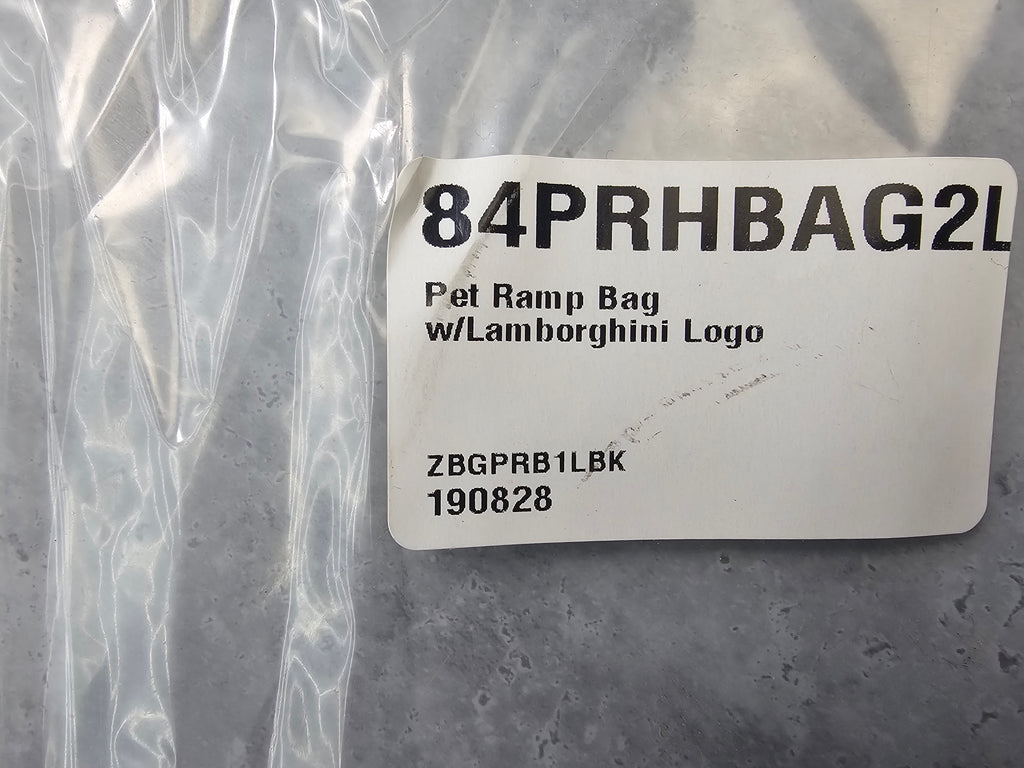 84PRHBAG2L
Pet Ramp Bag
w/Lamborghini Logo
ZBGPRB1LBK
190828